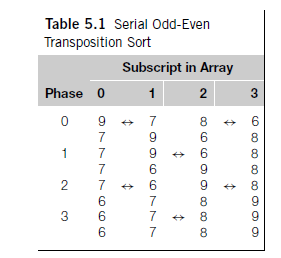 Table 5.1 Serial Odd-Even
Transposition Sort
Subscript in Array
Phase 0 1 2 3
0 9 ⇔ 7 8 ⇔ 6
7 9 6 8
1 7 9 ⇔ 6 8
7 6 9 8
2 7 ⇔ 6 9 ⇔ 8
6 7 8 9
3 6 7 ⇔ 8 9
6 7 8 9